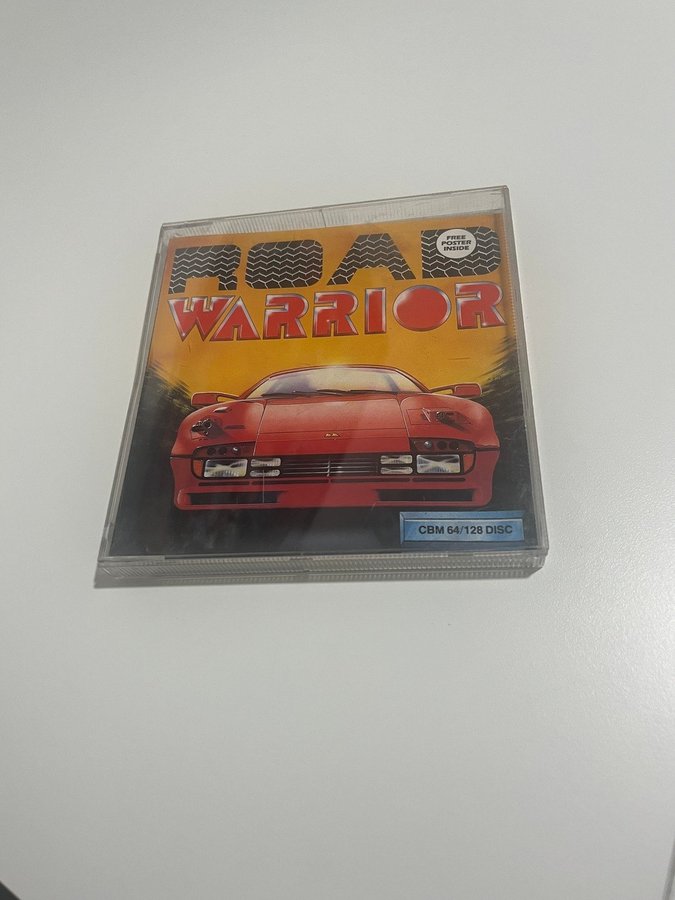 ROAD
FREE
POSTER
INSIDE
WARRIOR
CBM 64/128 DISC